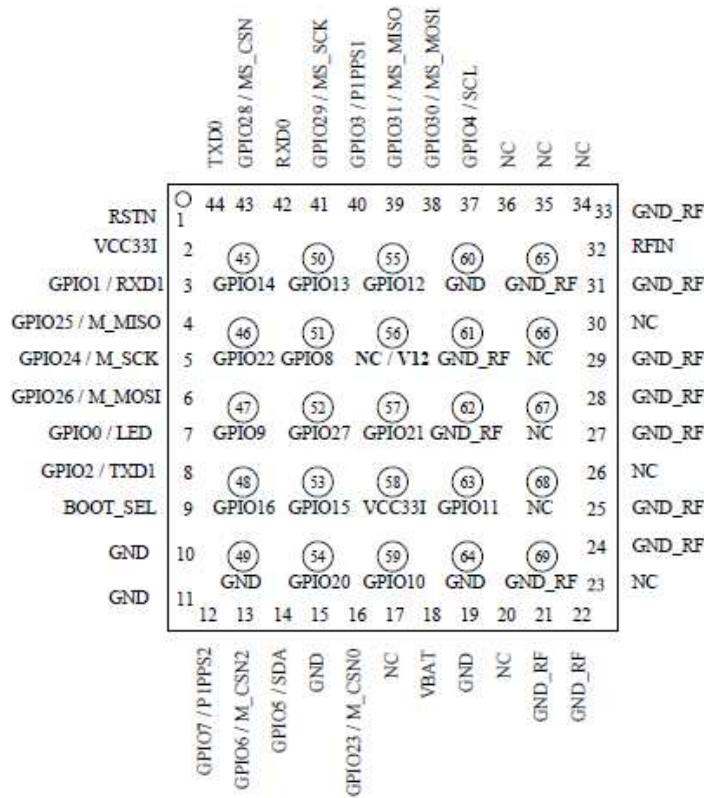 TXD0
GPIO28 / MS_CSN
RXD0
GPIO29 / MS_SCK
GPIO3 / P1PPS1
GPIO31 / MS_MISO
GPIO30 / MS_MOSI
GPIO4 / SCL
NC
NC
NC
44 43 42 41 40 39 38 37 36 35 34
RSTN 1 33 GND_RF
VCC33I 2 45 50 55 60 65 32 RFIN
GPIO1 / RXD1 3 GPIO14 GPIO13 GPIO12 GND GND_RF 31 GND_RF
GPIO25 / M_MISO 4 46 51 56 61 66 30 NC
GPIO24 / M_SCK 5 GPIO22 GPIO8 NC / V12 GND_RF NC 29 GND_RF
GPIO26 / M_MOSI 6 47 52 57 62 67 28 GND_RF
GPIO0 / LED 7 GPIO9 GPIO27 GPIO21 GND_RF NC 27 GND_RF
GPIO2 / TXD1 8 48 53 58 63 68 26 NC
BOOT_SEL 9 GPIO16 GPIO15 VCC33I GPIO11 NC 25 GND_RF
GND 10 49 54 59 64 69 24 GND_RF
GND GPIO20 GPIO10 GND GND_RF 23 NC
GND 11
12 13 14 15 16 17 18 19 20 21 22
GPIO7 / P1PPS2
GPIO6 / M_CSN2
GPIO5 / SDA
GND
GPIO23 / M_CSN0
NC
VBAT
GND
NC
GND_RF
GND_RF